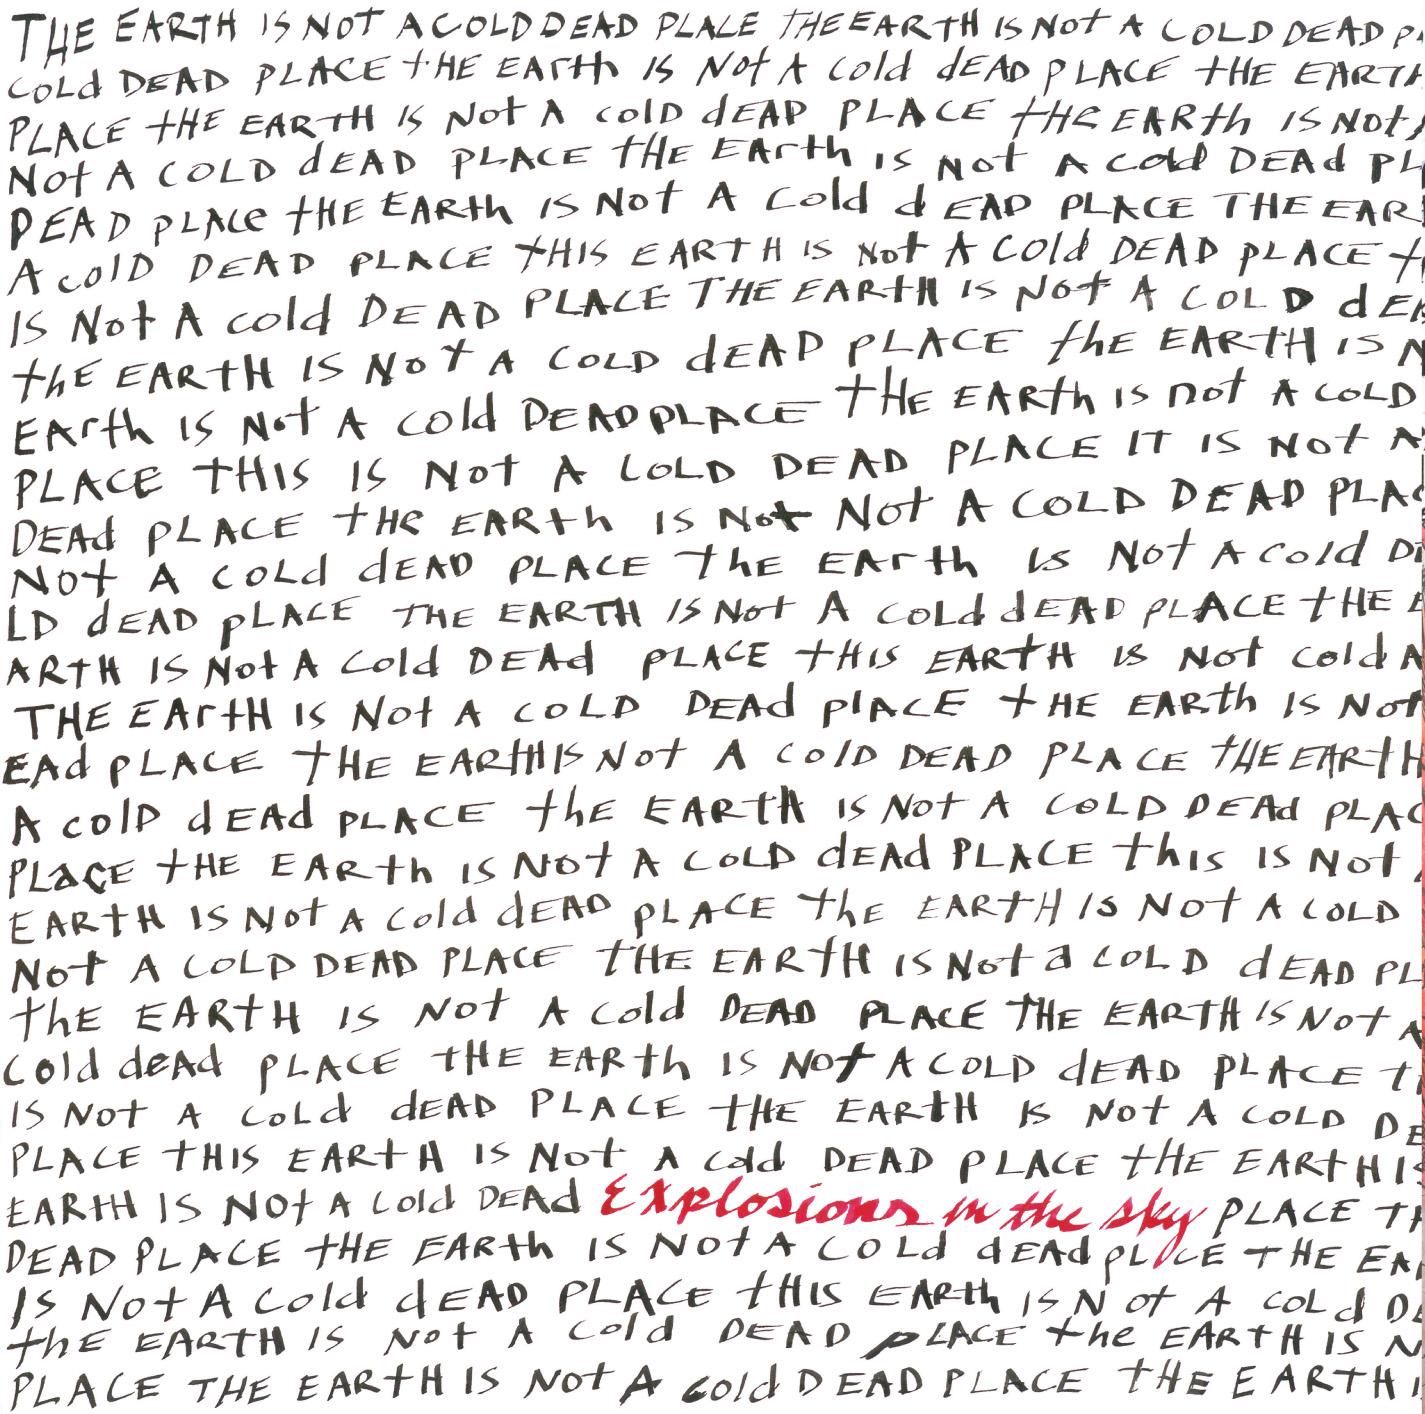 THE EARTH IS NOT A COLD DEAD PLACE THE EARTH IS NOT A COLD DEAD P
COLd DEAD PLACE tHE EArth IS NOt A cold dEAD PLACE tHE EARTH
PLACE tHE EARTH IS NOt A cOlD dEAD PLACE tHE EARth IS NOt
NOt A COLD dEAD PLACE tHE EArth is NOt A cold DEAd PL
DEAD pLAce tHE EARth IS NOt A Cold dEAD PLACE THE EAR
A colD DEAD PLACE tHIS EARTH IS NOt A COld DEAD pLACE t
IS NOt A cold DEAD PLACE THE EARtH IS NOt A COLD dEA
thE EARTH IS NOt A COLD dEAD pLACE the EARTH IS N
EArth IS NOt A cOld DEAD PLACE tHE EARth IS nOt A COLD
PLACE tHIS IS NOt A COLD DEAD PLACE IT IS NOt A
DEAd pLACE tHe EARth IS NOt NOt A COLD DEAD PLAC
NOt A COLd dEAD PLACE the EArth IS NOt A cold D
LD dEAD pLACE THE EARTH IS NOt A COLd dEAD pLACE tHE E
ARTH IS NOt A Cold DEAd PLACE tHIS EARtH IS NOt Cold A
THE EArtH IS NOt A COLD DEAd plACE tHE EARth IS NOt
EAd pLACE tHE EARTH IS NOt A COlD DEAD PLACE tHE EARTH
A colD dEAd pLACE the EARTH IS NOt A COLD DEAd PLAC
PLaCE tHE EARth IS NOt A COLD dEAd PLACE thIS IS NOt
EARTH IS NOt A Cold dEAD pLACE the EARTH IS NOt A COLD
NOt A COLD DEAD PLACE tHE EARtH IS NOt a COLD dEAD PL
thE EARtH IS NOt A Cold DEAD PLACE THE EARTH IS NOt A
Cold deAd pLACE tHE EARth IS NOt A COLD dEAD PLACE t
IS NOt A COLd dEAD PLACE tHE EARtH IS NOt A COLD DE
PLACE tHIS EARtH IS NOt A cold DEAD PLACE tHE EARtH IS
EARtH IS NOt A Cold DEAd Explosions in the sky PLACE T
DEAD PLACE tHE EARth IS NOt A COLd dEAd pLACE THE EA
IS NOt A Cold dEAD PLACE tHIS EARth IS NOt A COLd D
thE EARTH IS NOt A Cold DEAD pLACE the EARTH IS N
PLACE THE EARtH IS NOt A cold DEAD PLACE tHE EARTH